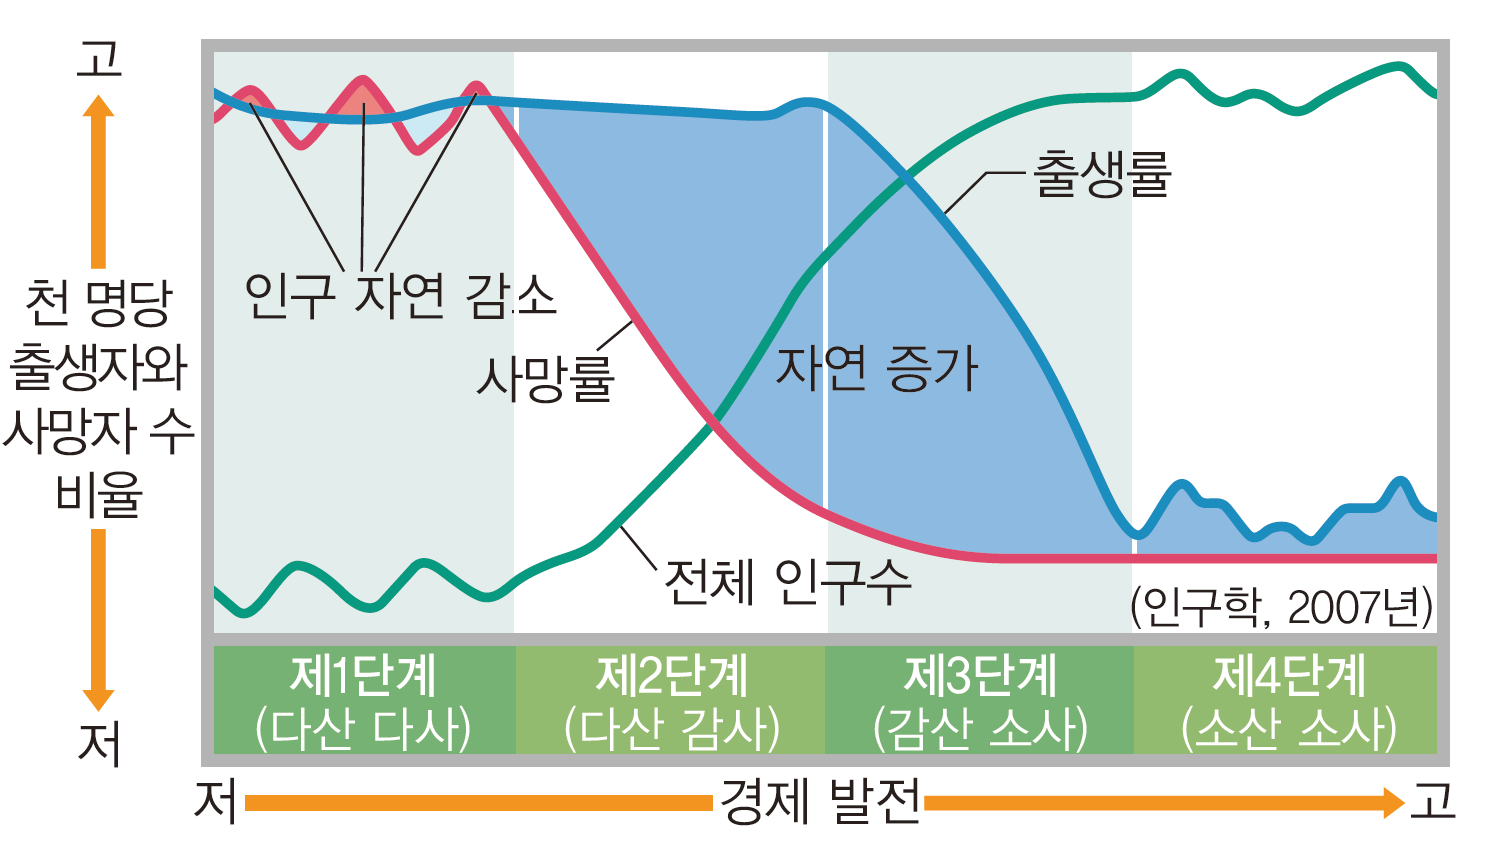 고
천 명당
출생자와
사망자 수
비율
저
출생률
인구 자연 감소
사망률
자연 증가
전체 인구수
(인구학, 2007년)
제1단계
(다산 다사)
제2단계
(다산 감사)
제3단계
(감산 소사)
제4단계
(소산 소사)
저 경제 발전 고